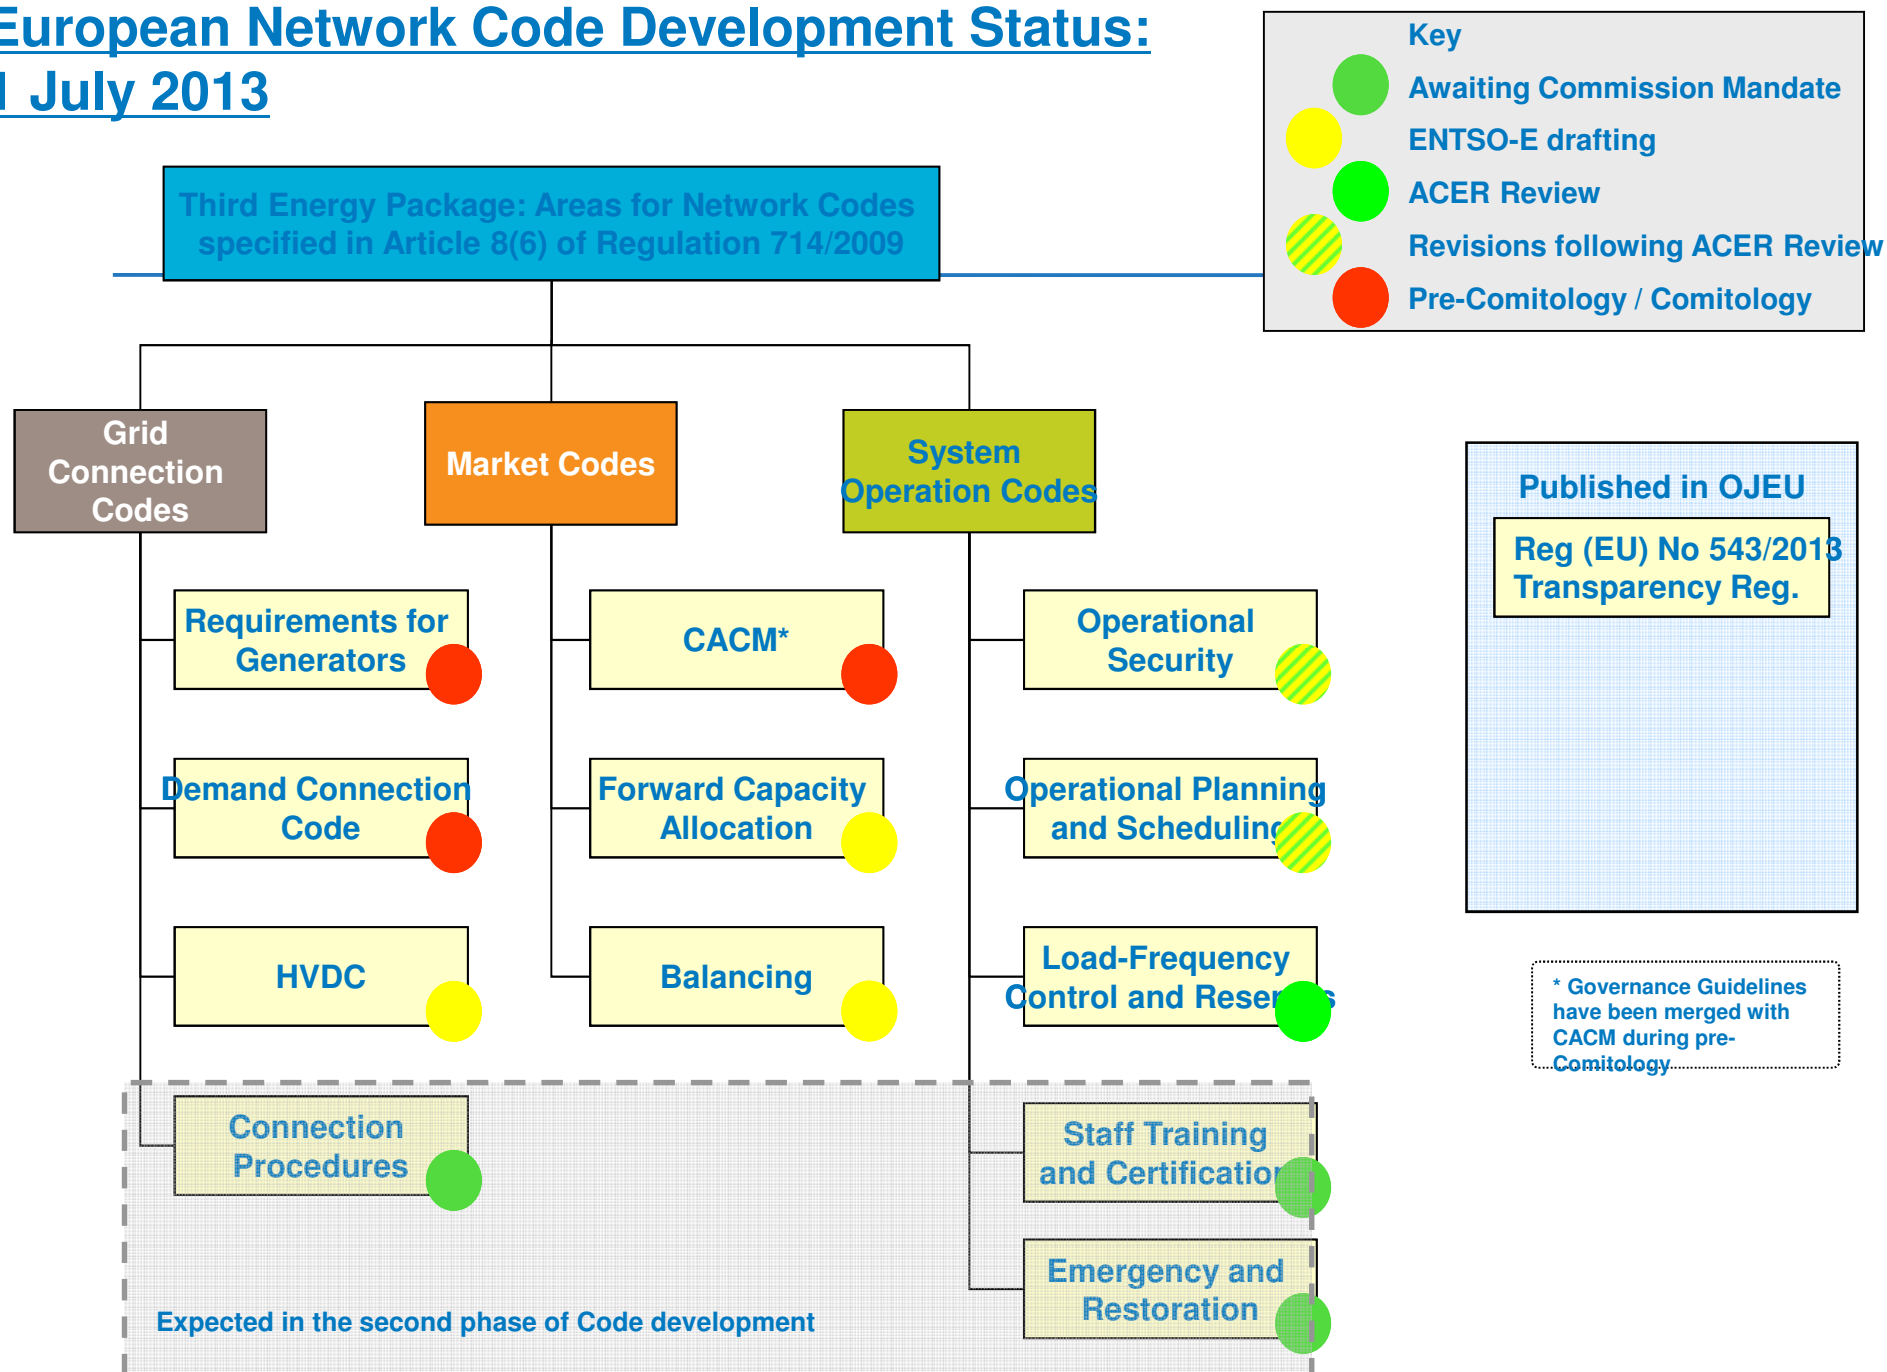 European Network Code Development Status:
1 July 2013
Key
Awaiting Commission Mandate
ENTSO-E drafting
ACER Review
Revisions following ACER Review
Pre-Comitology / Comitology
Third Energy Package: Areas for Network Codes
specified in Article 8(6) of Regulation 714/2009
Grid
Connection
Codes
Market Codes
System
Operation Codes
Published in OJEU
Reg (EU) No 543/2013
Transparency Reg.
Requirements for
Generators
CACM*
Operational
Security
Demand Connection
Code
Forward Capacity
Allocation
Operational Planning
and Scheduling
HVDC
Balancing
Load-Frequency
Control and Reserves
* Governance Guidelines
have been merged with
CACM during pre-
Comitology
Connection
Procedures
Staff Training
and Certification
Emergency and
Restoration
Expected in the second phase of Code development